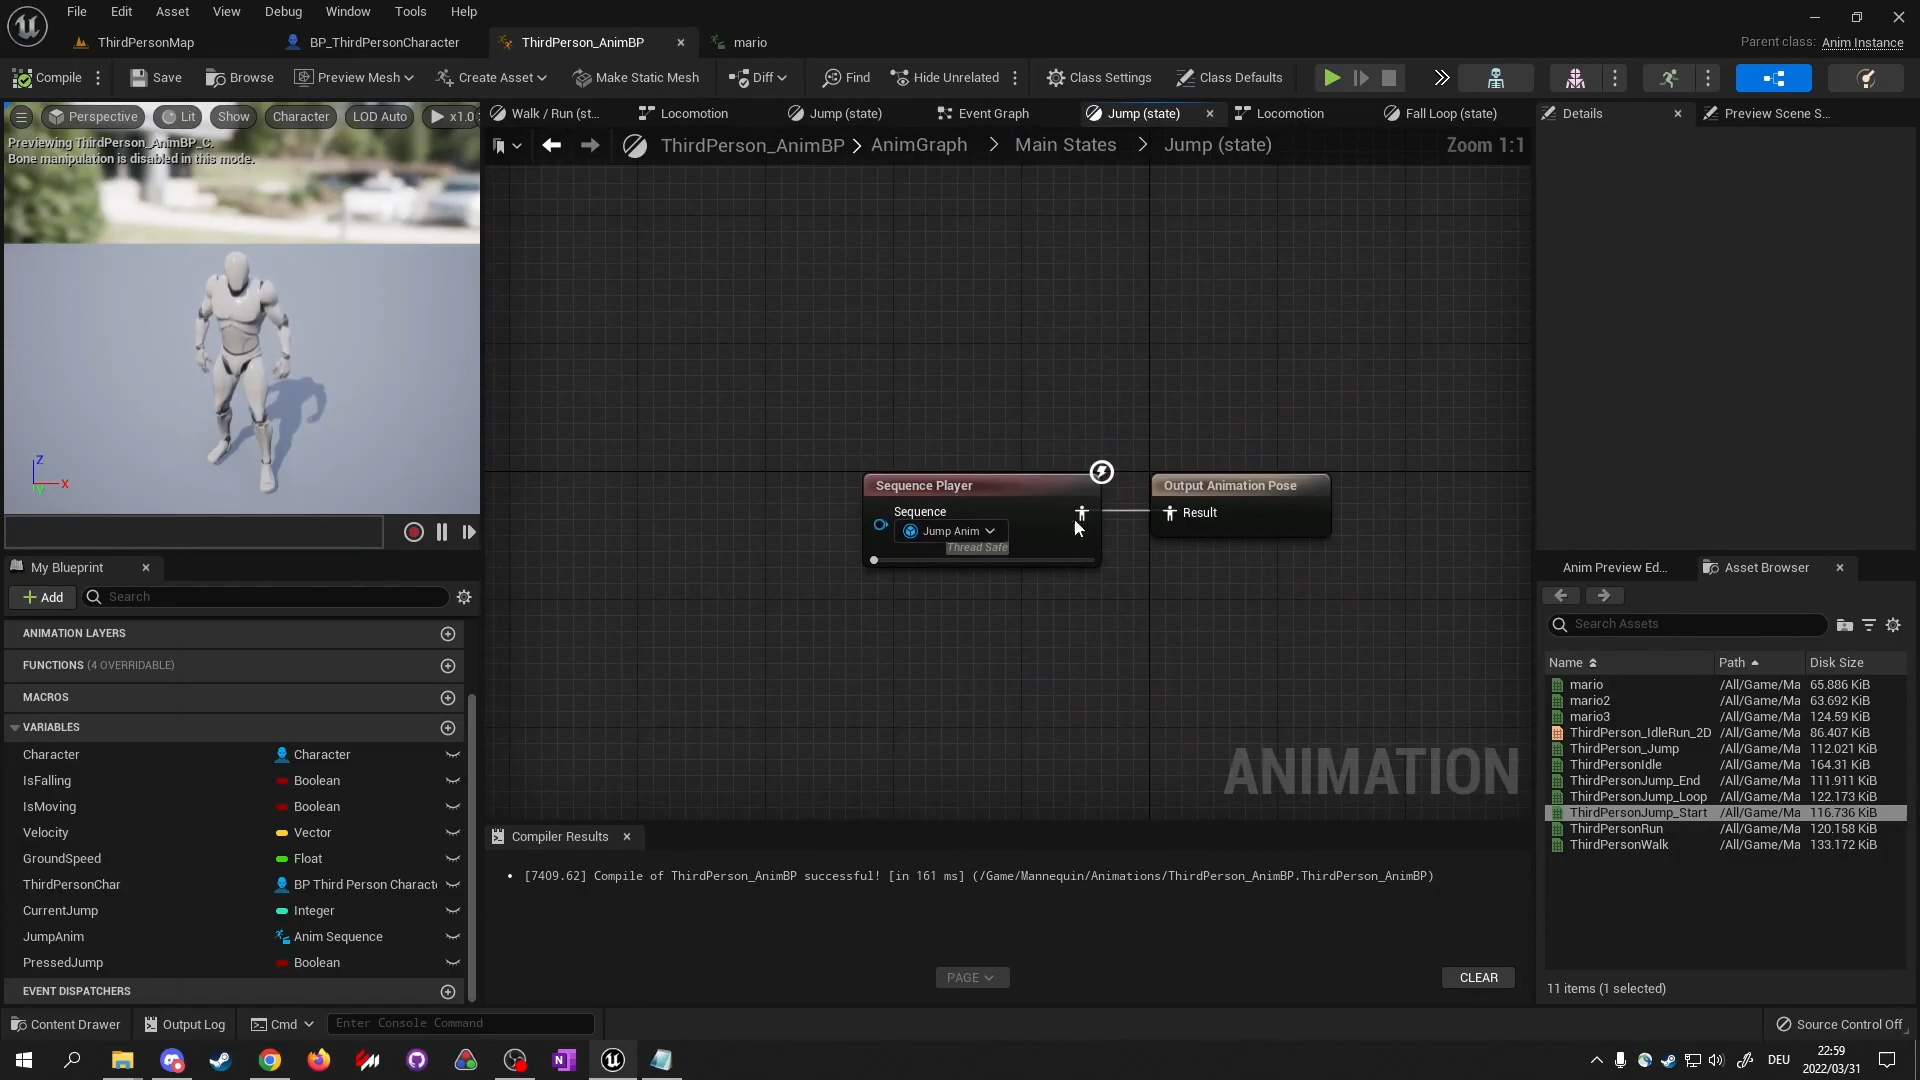 File Edit Asset View Debug Window Tools Help
ThirdPersonMap BP_ThirdPersonCharacter ThirdPerson_AnimBP mario
Parent class: Anim Instance
Compile Save Browse Preview Mesh Create Asset Make Static Mesh Diff Find Hide Unrelated Class Settings Class Defaults
Perspective Lit Show Character LOD Auto x1.0
Previewing ThirdPerson_AnimBP_C.
Bone manipulation is disabled in this mode.
Z
X
Y
Walk / Run (st... Locomotion Jump (state) Event Graph Jump (state) Locomotion Fall Loop (state)
ThirdPerson_AnimBP > AnimGraph > Main States > Jump (state) Zoom 1:1
Sequence Player
Sequence
Jump Anim
Thread Safe
Output Animation Pose
Result
ANIMATION
Details Preview Scene S...
My Blueprint
Add Search
ANIMATION LAYERS
FUNCTIONS (4 OVERRIDABLE)
MACROS
VARIABLES
Character Character
IsFalling Boolean
IsMoving Boolean
Velocity Vector
GroundSpeed Float
ThirdPersonChar BP Third Person Characte
CurrentJump Integer
JumpAnim Anim Sequence
PressedJump Boolean
EVENT DISPATCHERS
Compiler Results
• [7409.62] Compile of ThirdPerson_AnimBP successful! [in 161 ms] (/Game/Mannequin/Animations/ThirdPerson_AnimBP.ThirdPerson_AnimBP)
PAGE CLEAR
Anim Preview Ed... Asset Browser
Search Assets
Name Path Disk Size
mario /All/Game/Ma 65.886 KiB
mario2 /All/Game/Ma 63.692 KiB
mario3 /All/Game/Ma 124.59 KiB
ThirdPerson_IdleRun_2D /All/Game/Ma 86.407 KiB
ThirdPerson_Jump /All/Game/Ma 112.021 KiB
ThirdPersonIdle /All/Game/Ma 164.31 KiB
ThirdPersonJump_End /All/Game/Ma 111.911 KiB
ThirdPersonJump_Loop /All/Game/Ma 122.173 KiB
ThirdPersonJump_Start /All/Game/Ma 116.736 KiB
ThirdPersonRun /All/Game/Ma 120.158 KiB
ThirdPersonWalk /All/Game/Ma 133.172 KiB
11 items (1 selected)
Content Drawer Output Log Cmd Enter Console Command Source Control Off
DEU 22:59
2022/03/31